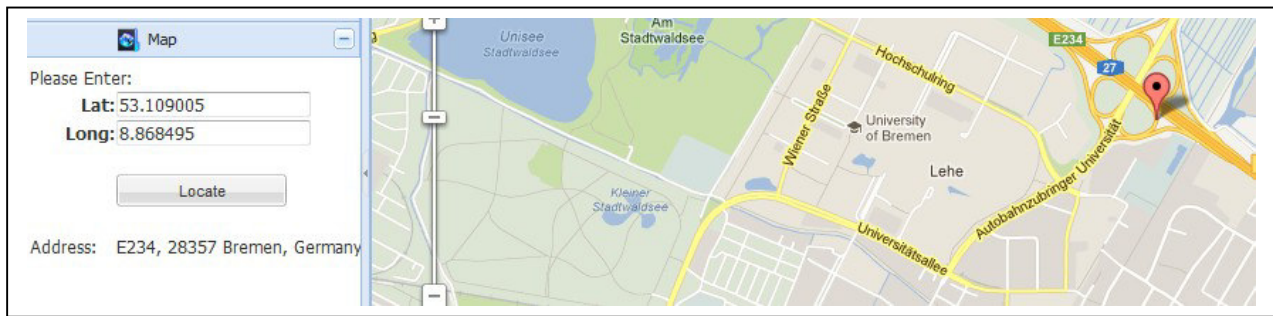 Map
Please Enter:
Lat: 53.109005
Long: 8.868495
Locate
Address: E234, 28357 Bremen, Germany
Unisee
Stadtwaldsee
Am
Stadtwaldsee
Kleiner
Stadtwaldsee
Wiener Straße
Hochschulring
University
of Bremen
Lehe
Universitätsallee
Autobahnzubringer Universität
E234
27